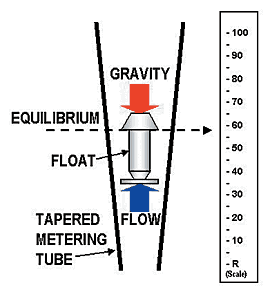 GRAVITY
EQUILIBRIUM
FLOAT
TAPERED
METERING
TUBE
FLOW
- 100
- 90
- 80
- 70
- 60
- 50
- 40
- 30
- 20
- 10
- R
(Scale)